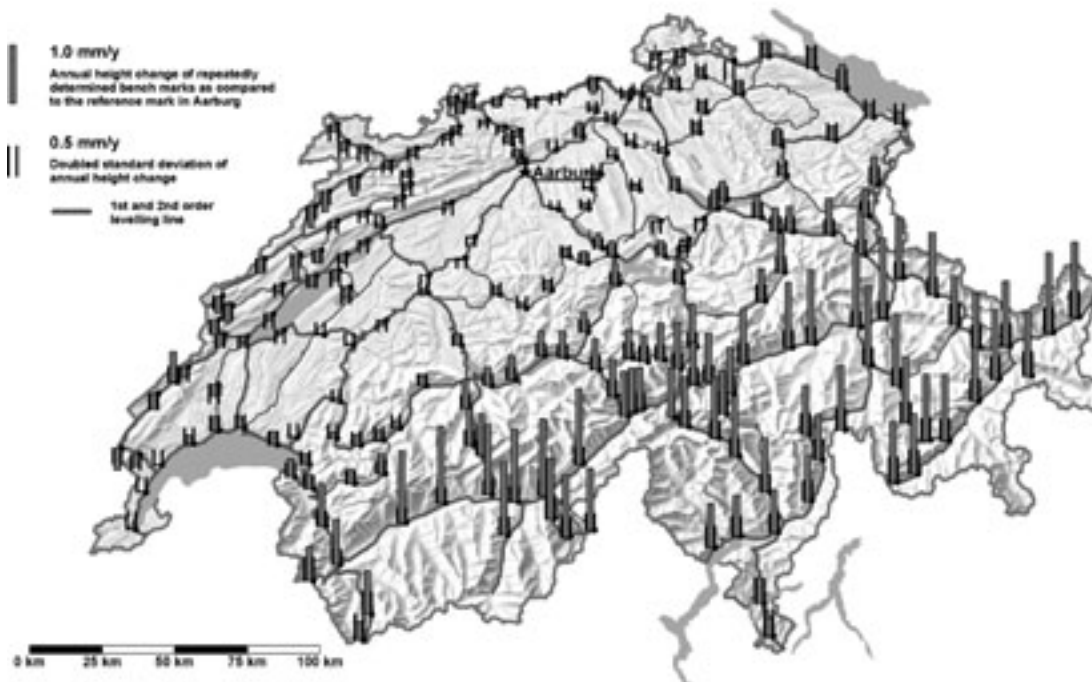 1.0 mm/y
Annual height change of repeatedly
determined bench marks as compared
to the reference mark in Aarburg
0.5 mm/y
Doubled standard deviation of
annual height change
1st and 2nd order
levelling line
Aarburg
0 km 25 km 50 km 75 km 100 km